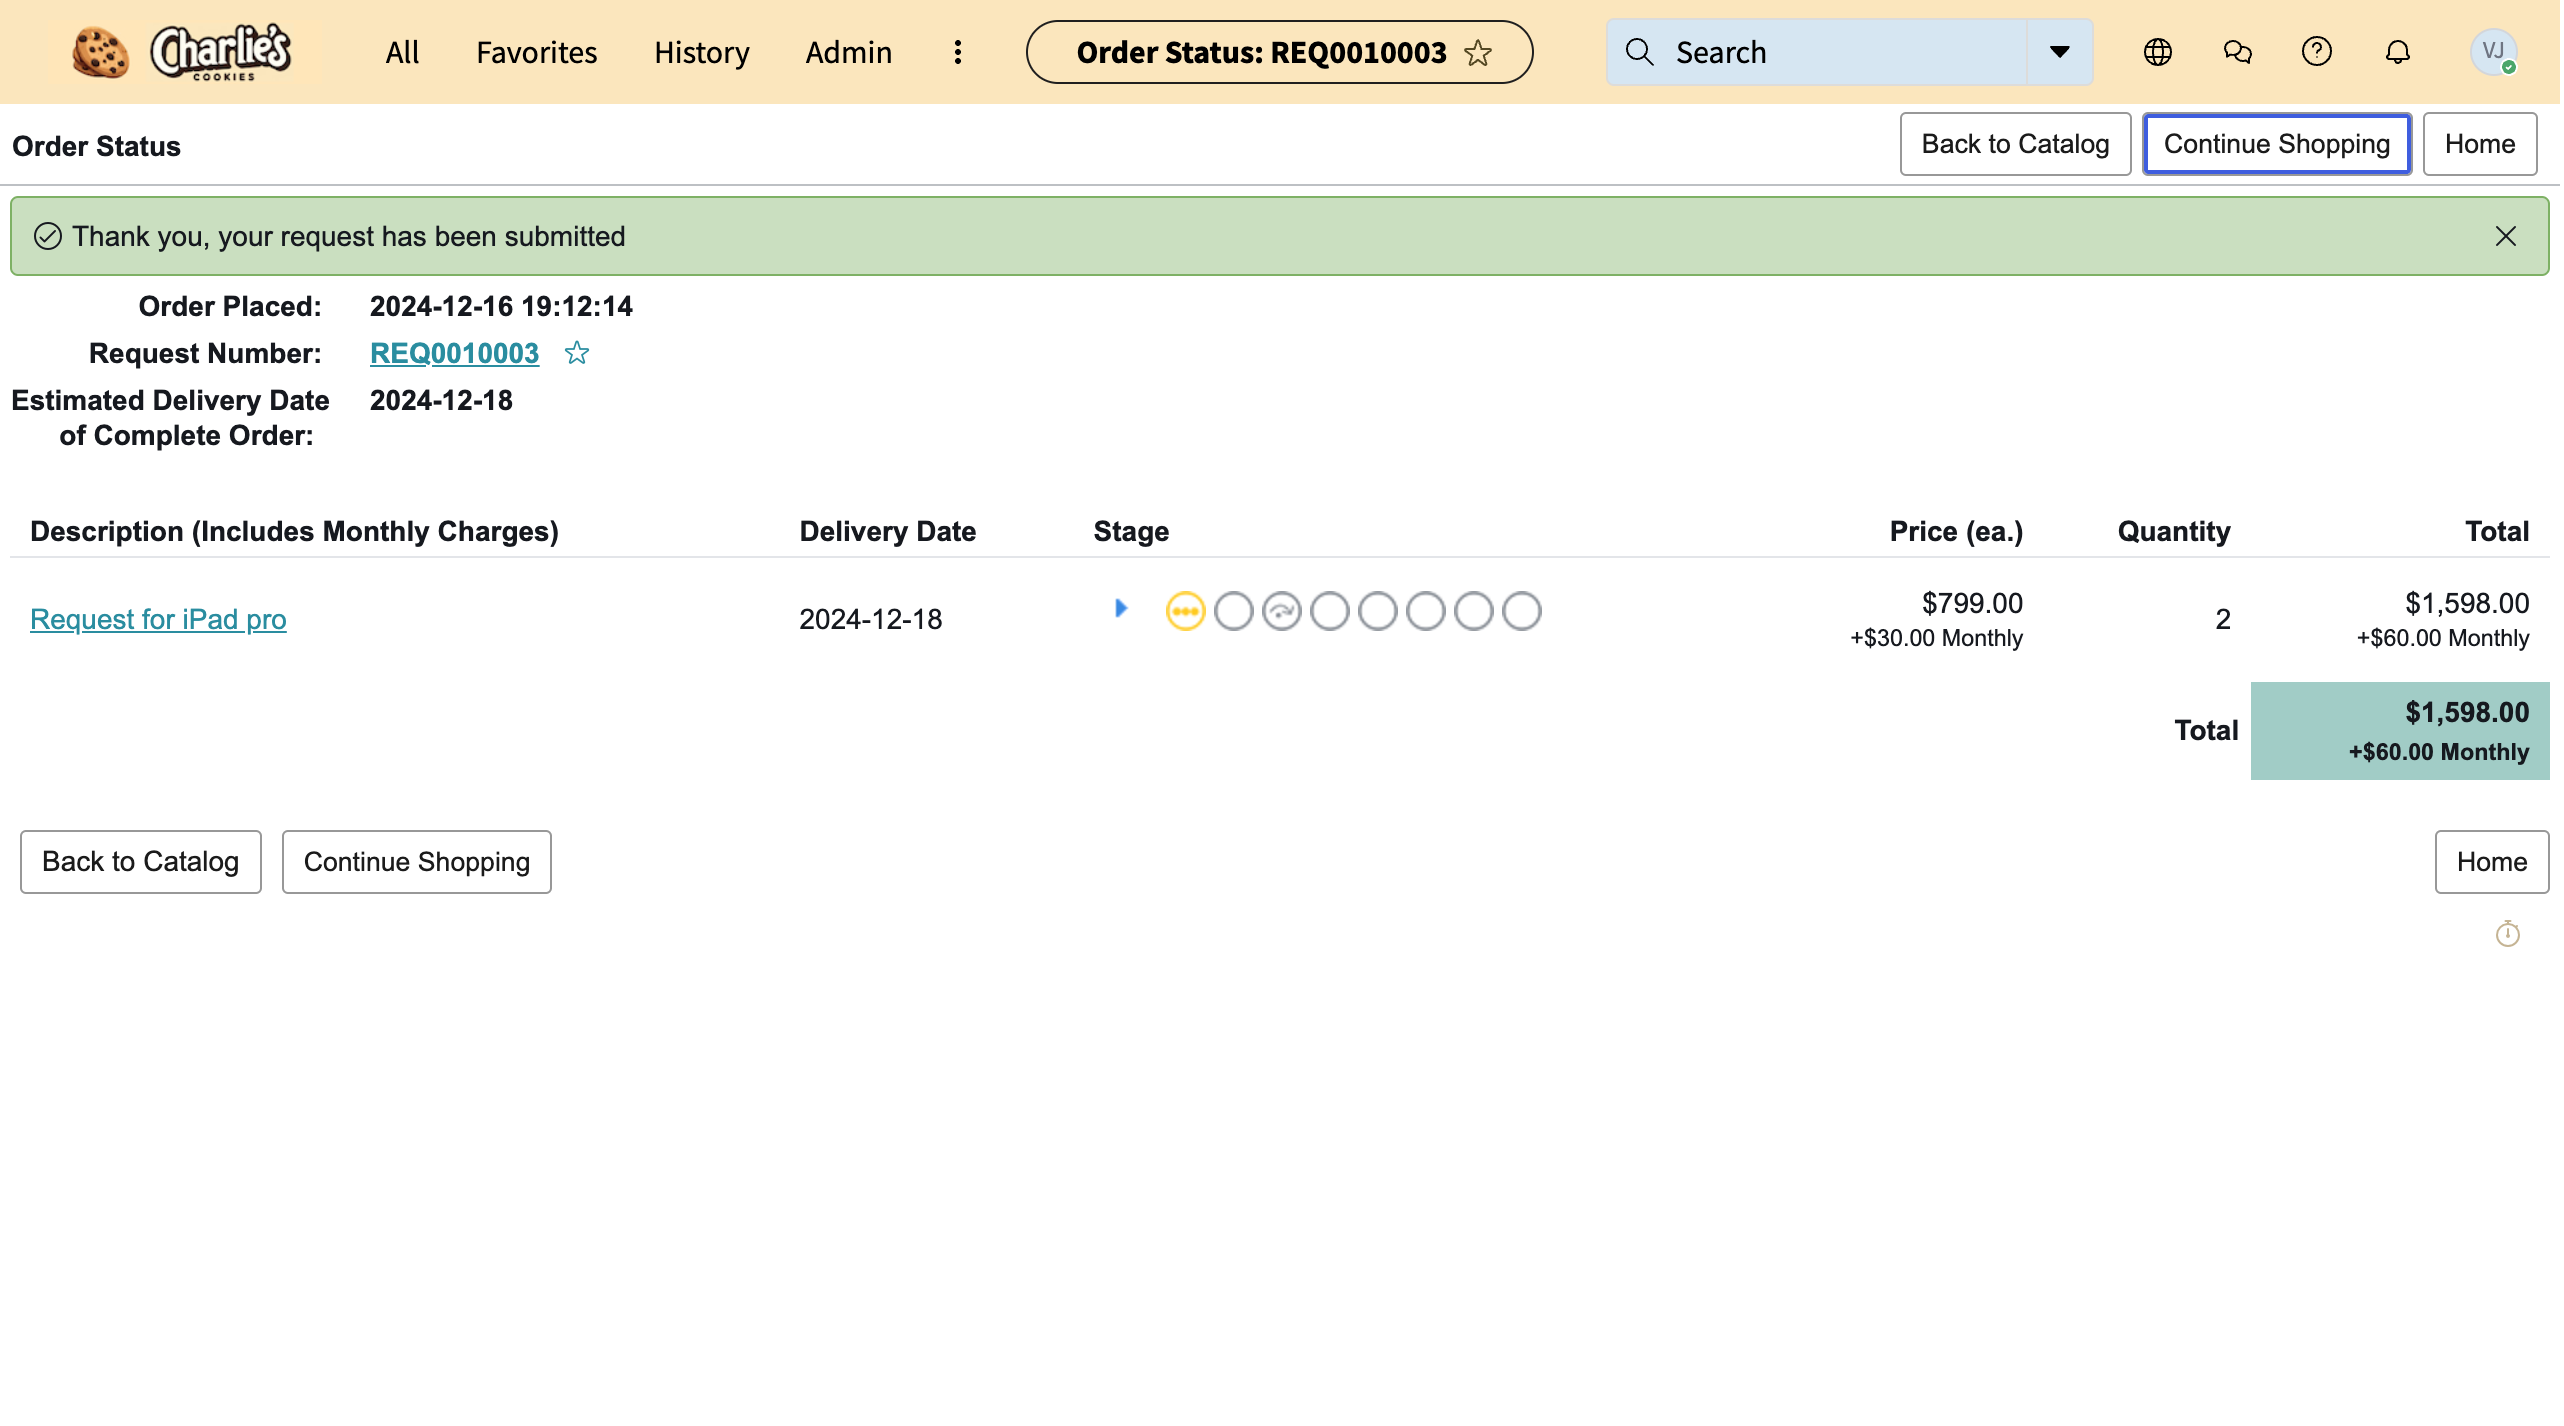 Charlie's
COOKIES
All
Favorites
History
Admin
Order Status: REQ0010003
Search
VJ
Order Status
Back to Catalog
Continue Shopping
Home
Thank you, your request has been submitted
Order Placed: 2024-12-16 19:12:14
Request Number: REQ0010003
Estimated Delivery Date 2024-12-18
of Complete Order:
Description (Includes Monthly Charges) Delivery Date Stage Price (ea.) Quantity Total
Request for iPad pro 2024-12-18 $799.00 2 $1,598.00
+$30.00 Monthly +$60.00 Monthly
Total $1,598.00
+$60.00 Monthly
Back to Catalog
Continue Shopping
Home